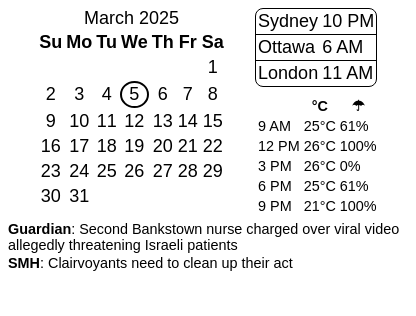 March 2025
Su Mo Tu We Th Fr Sa
1
2 3 4 5 6 7 8
9 10 11 12 13 14 15
16 17 18 19 20 21 22
23 24 25 26 27 28 29
30 31
Sydney 10 PM
Ottawa 6 AM
London 11 AM
°C ☂
9 AM 25°C 61%
12 PM 26°C 100%
3 PM 26°C 0%
6 PM 25°C 61%
9 PM 21°C 100%
Guardian: Second Bankstown nurse charged over viral video
allegedly threatening Israeli patients
SMH: Clairvoyants need to clean up their act